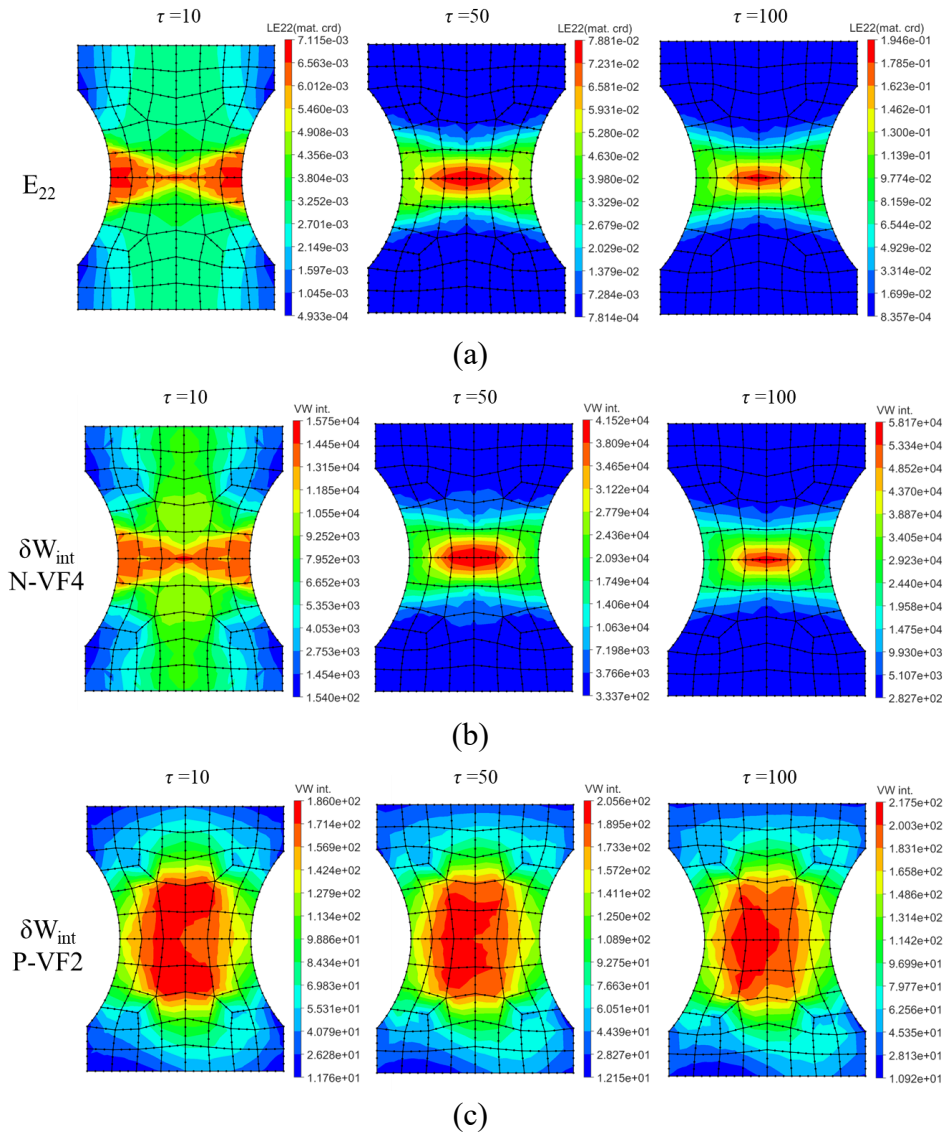 τ =10
τ =50
τ =100
LE22(mat. crd)
7.115e-03
6.563e-03
6.012e-03
5.460e-03
4.908e-03
4.356e-03
3.804e-03
3.252e-03
2.701e-03
2.149e-03
1.597e-03
1.045e-03
4.933e-04
LE22(mat. crd)
7.881e-02
7.231e-02
6.581e-02
5.931e-02
5.280e-02
4.630e-02
3.980e-02
3.329e-02
2.679e-02
2.029e-02
1.379e-02
7.284e-03
7.814e-04
LE22(mat. crd)
1.946e-01
1.785e-01
1.623e-01
1.462e-01
1.300e-01
1.139e-01
9.774e-02
8.159e-02
6.544e-02
4.929e-02
3.314e-02
1.699e-02
8.357e-04
E22
(a)
τ =10
τ =50
τ =100
VW int.
1.575e+04
1.445e+04
1.315e+04
1.185e+04
1.055e+04
9.252e+03
7.952e+03
6.652e+03
5.353e+03
4.053e+03
2.753e+03
1.454e+03
1.540e+02
VW int.
4.152e+04
3.809e+04
3.465e+04
3.122e+04
2.779e+04
2.436e+04
2.093e+04
1.749e+04
1.406e+04
1.063e+04
7.198e+03
3.766e+03
3.337e+02
VW int.
5.817e+04
5.334e+04
4.852e+04
4.370e+04
3.887e+04
3.405e+04
2.923e+04
2.440e+04
1.958e+04
1.475e+04
9.930e+03
5.107e+03
2.827e+02
δWint
N-VF4
(b)
τ =10
τ =50
τ =100
VW int.
1.860e+02
1.714e+02
1.569e+02
1.424e+02
1.279e+02
1.134e+02
9.886e+01
8.434e+01
6.983e+01
5.531e+01
4.079e+01
2.628e+01
1.176e+01
VW int.
2.056e+02
1.895e+02
1.733e+02
1.572e+02
1.411e+02
1.250e+02
1.089e+02
9.274e+01
7.663e+01
6.051e+01
4.439e+01
2.827e+01
1.215e+01
VW int.
2.175e+02
2.003e+02
1.831e+02
1.658e+02
1.486e+02
1.314e+02
1.142e+02
9.699e+01
7.977e+01
6.256e+01
4.535e+01
2.813e+01
1.092e+01
δWint
P-VF2
(c)